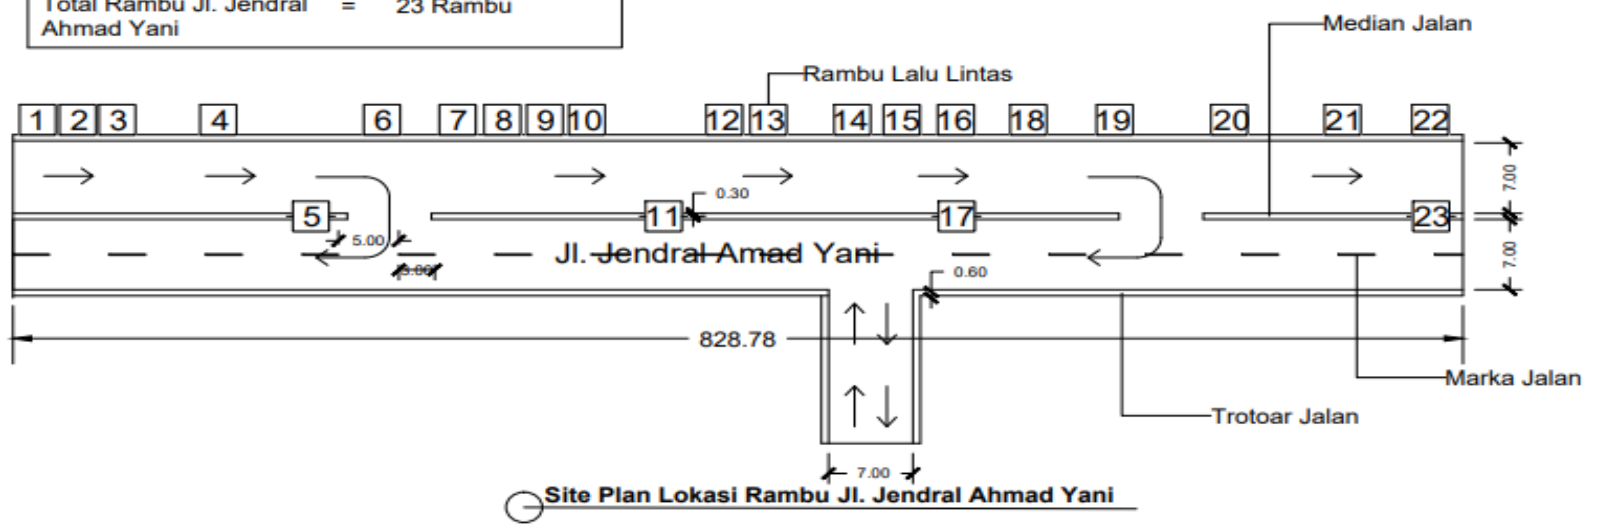 Total Rambu Jl. Jendral = 23 Rambu
Ahmad Yani
Median Jalan
Rambu Lalu Lintas
1 2 3 4 6 7 8 9 10 12 13 14 15 16 18 19 20 21 22
7.00
0.30
5 11 17 23
5.00
Jl. Jendral Amad Yani
7.00
3.00
0.60
828.78
Marka Jalan
Trotoar Jalan
7.00
Site Plan Lokasi Rambu Jl. Jendral Ahmad Yani